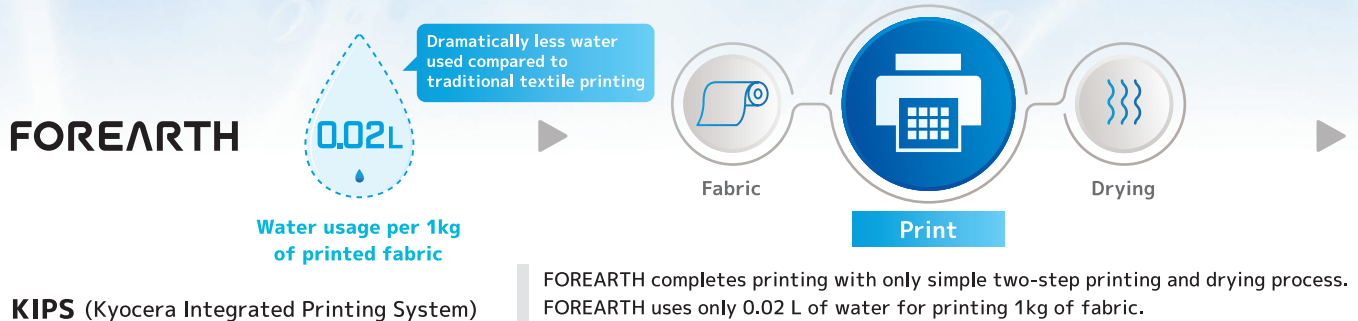 Dramatically less water
used compared to
traditional textile printing
FOREARTH
0.02L
Water usage per 1kg
of printed fabric
Fabric
Print
Drying
KIPS (Kyocera Integrated Printing System)
FOREARTH completes printing with only simple two-step printing and drying process.
FOREARTH uses only 0.02 L of water for printing 1kg of fabric.